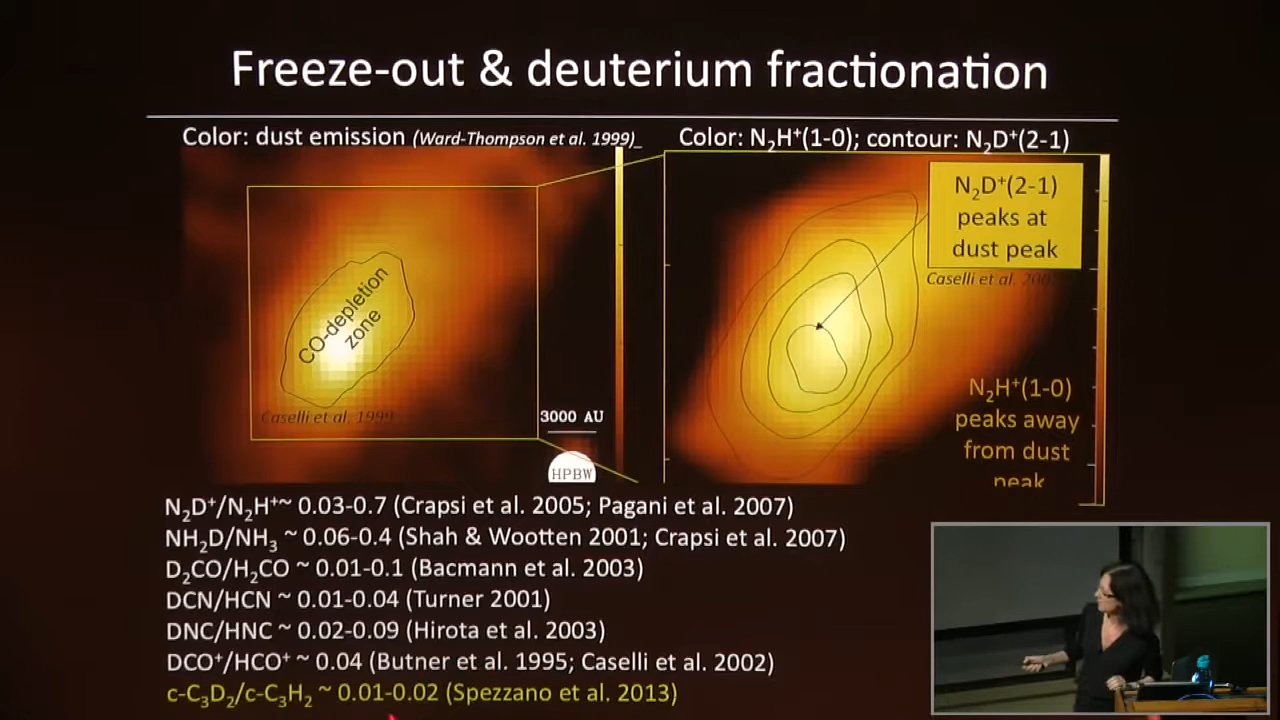 Freeze-out & deuterium fractionation
Color: dust emission (Ward-Thompson et al. 1999)_
Color: N₂H⁺(1-0); contour: N₂D⁺(2-1)
CO-depletion
zone
Caselli et al. 1999
3000 AU
HPBW
N₂D⁺(2-1)
peaks at
dust peak
Caselli et al.
N₂H⁺(1-0)
peaks away
from dust
peak
N₂D⁺/N₂H⁺~ 0.03-0.7 (Crapsi et al. 2005; Pagani et al. 2007)
NH₂D/NH₃ ~ 0.06-0.4 (Shah & Wootten 2001; Crapsi et al. 2007)
D₂CO/H₂CO ~ 0.01-0.1 (Bacmann et al. 2003)
DCN/HCN ~ 0.01-0.04 (Turner 2001)
DNC/HNC ~ 0.02-0.09 (Hirota et al. 2003)
DCO⁺/HCO⁺ ~ 0.04 (Butner et al. 1995; Caselli et al. 2002)
c-C₃D₂/c-C₃H₂ ~ 0.01-0.02 (Spezzano et al. 2013)